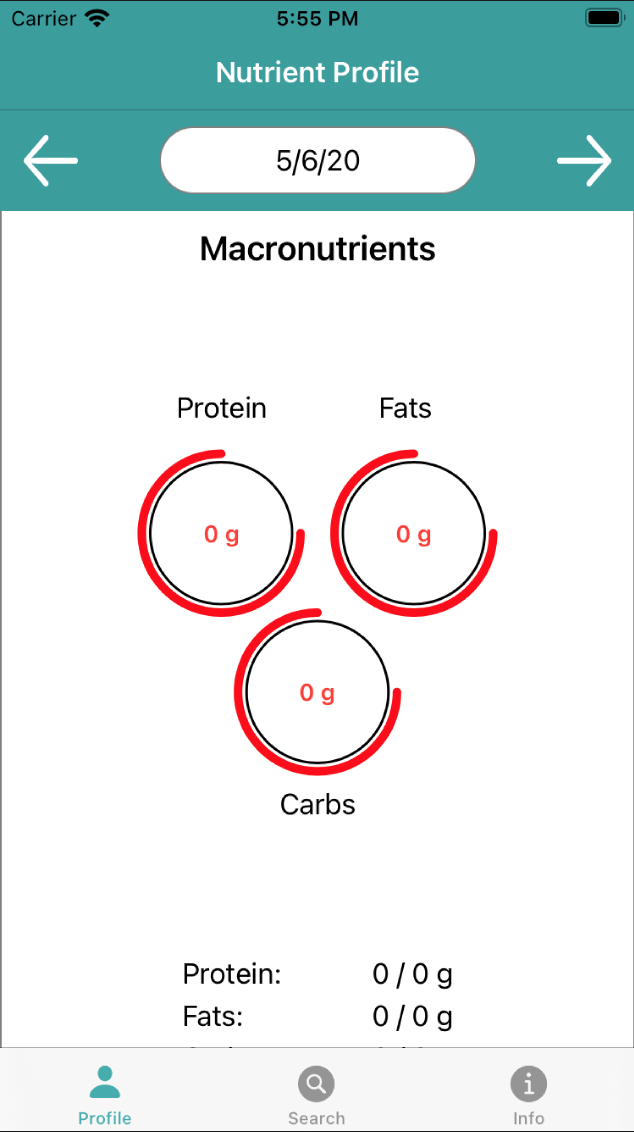 Carrier 5:55 PM
Nutrient Profile
5/6/20
Macronutrients
Protein Fats
0 g 0 g
0 g
Carbs
Protein: 0 / 0 g
Fats: 0 / 0 g
Profile Search Info